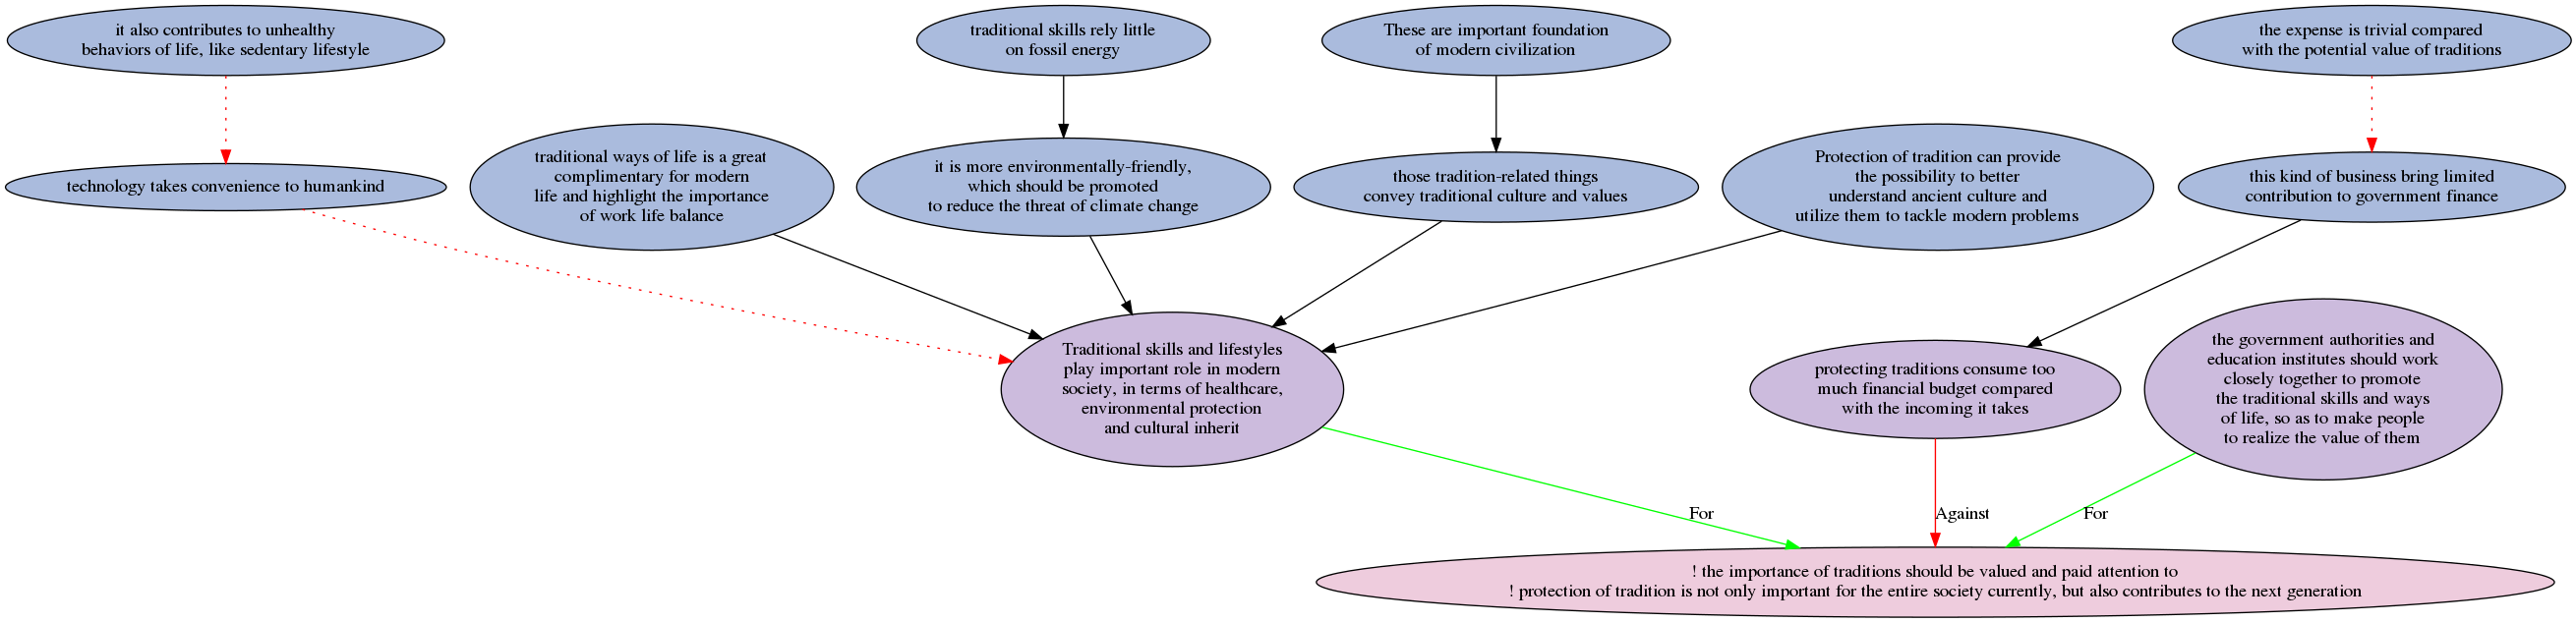 it also contributes to unhealthy
behaviors of life, like sedentary lifestyle
traditional skills rely little
on fossil energy
These are important foundation
of modern civilization
the expense is trivial compared
with the potential value of traditions
technology takes convenience to humankind
traditional ways of life is a great
complimentary for modern
life and highlight the importance
of work life balance
it is more environmentally-friendly,
which should be promoted
to reduce the threat of climate change
those tradition-related things
convey traditional culture and values
Protection of tradition can provide
the possibility to better
understand ancient culture and
utilize them to tackle modern problems
this kind of business bring limited
contribution to government finance
Traditional skills and lifestyles
play important role in modern
society, in terms of healthcare,
environmental protection
and cultural inherit
protecting traditions consume too
much financial budget compared
with the incoming it takes
the government authorities and
education institutes should work
closely together to promote
the traditional skills and ways
of life, so as to make people
to realize the value of them
For
Against
For
! the importance of traditions should be valued and paid attention to
! protection of tradition is not only important for the entire society currently, but also contributes to the next generation